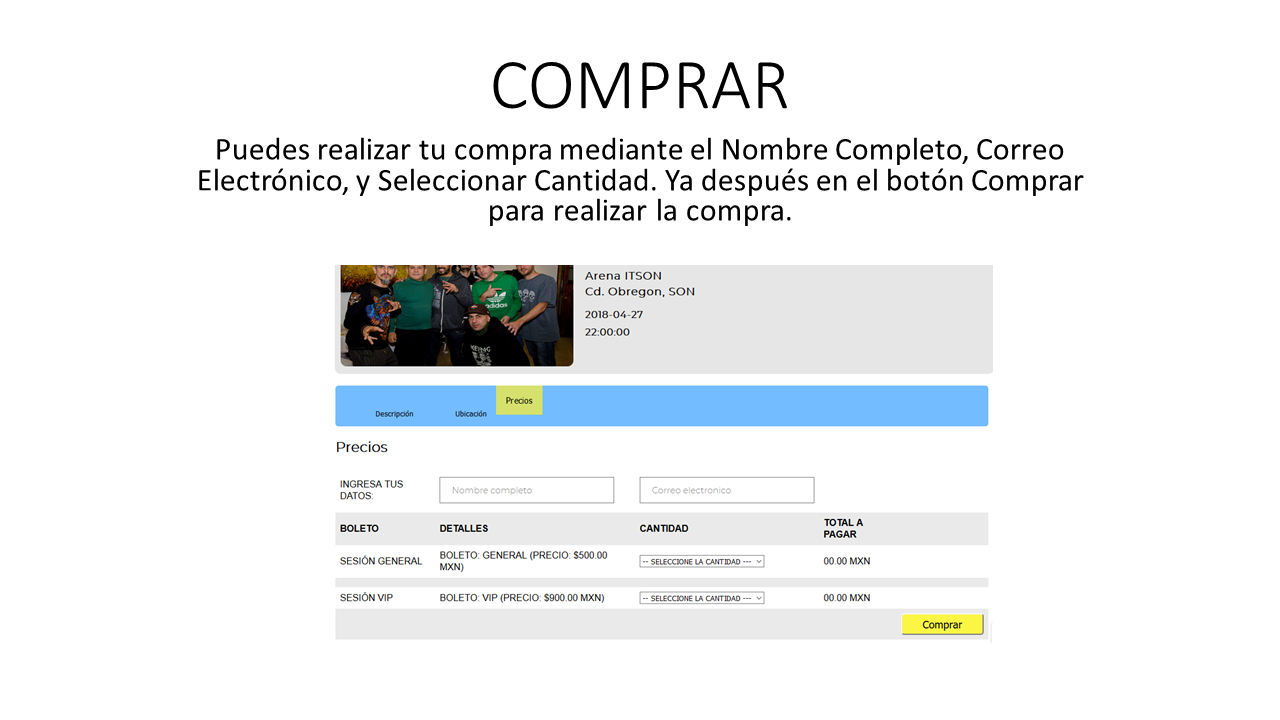 COMPRAR
Puedes realizar tu compra mediante el Nombre Completo, Correo
Electrónico, y Seleccionar Cantidad. Ya después en el botón Comprar
para realizar la compra.
adidas
Arena ITSON
Cd. Obregon, SON
2018-04-27
22:00:00
Descripción
Ubicación
Precios
Precios
INGRESA TUS
DATOS:
Nombre completo
Correo electronico
BOLETO
DETALLES
CANTIDAD
TOTAL A
PAGAR
SESIÓN GENERAL
BOLETO: GENERAL (PRECIO: $500.00
MXN)
-- SELECCIONE LA CANTIDAD ---
00.00 MXN
SESIÓN VIP
BOLETO: VIP (PRECIO: $900.00 MXN)
-- SELECCIONE LA CANTIDAD ---
00.00 MXN
Comprar